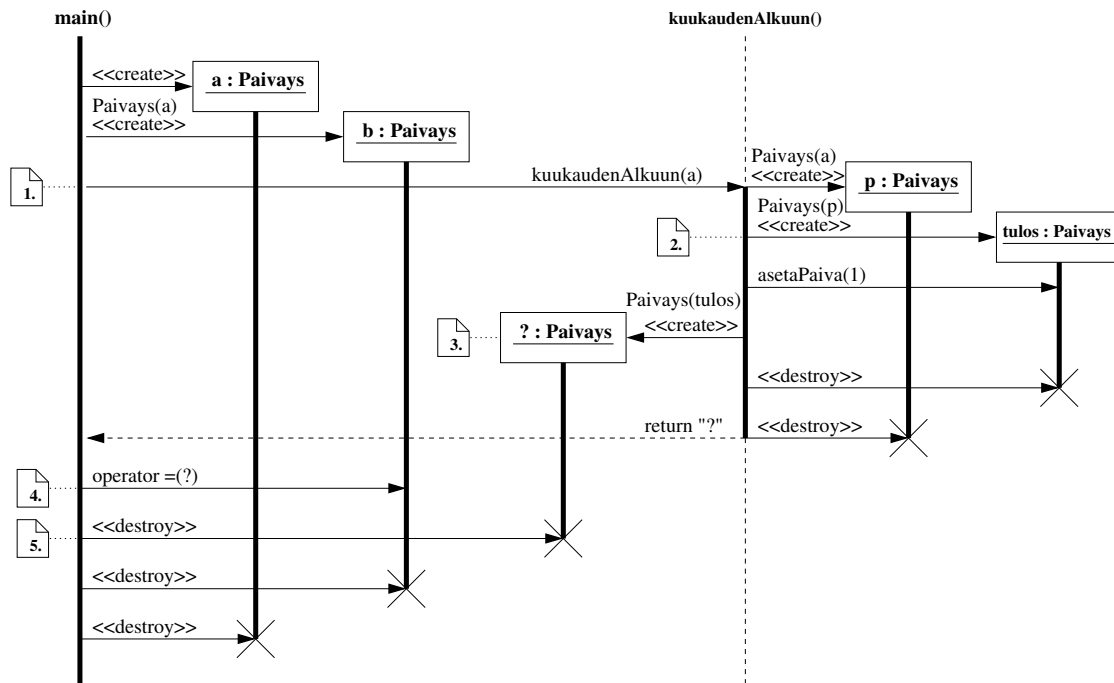 main()
kuukaudenAlkuun()
<<create>>
a : Paivays
Paivays(a)
<<create>>
b : Paivays
1.
kuukaudenAlkuun(a)
Paivays(a)
<<create>>
p : Paivays
2.
Paivays(p)
<<create>>
tulos : Paivays
asetaPaiva(1)
3.
? : Paivays
Paivays(tulos)
<<create>>
<<destroy>>
return "?"
<<destroy>>
4.
operator =(?)
5.
<<destroy>>
<<destroy>>
<<destroy>>